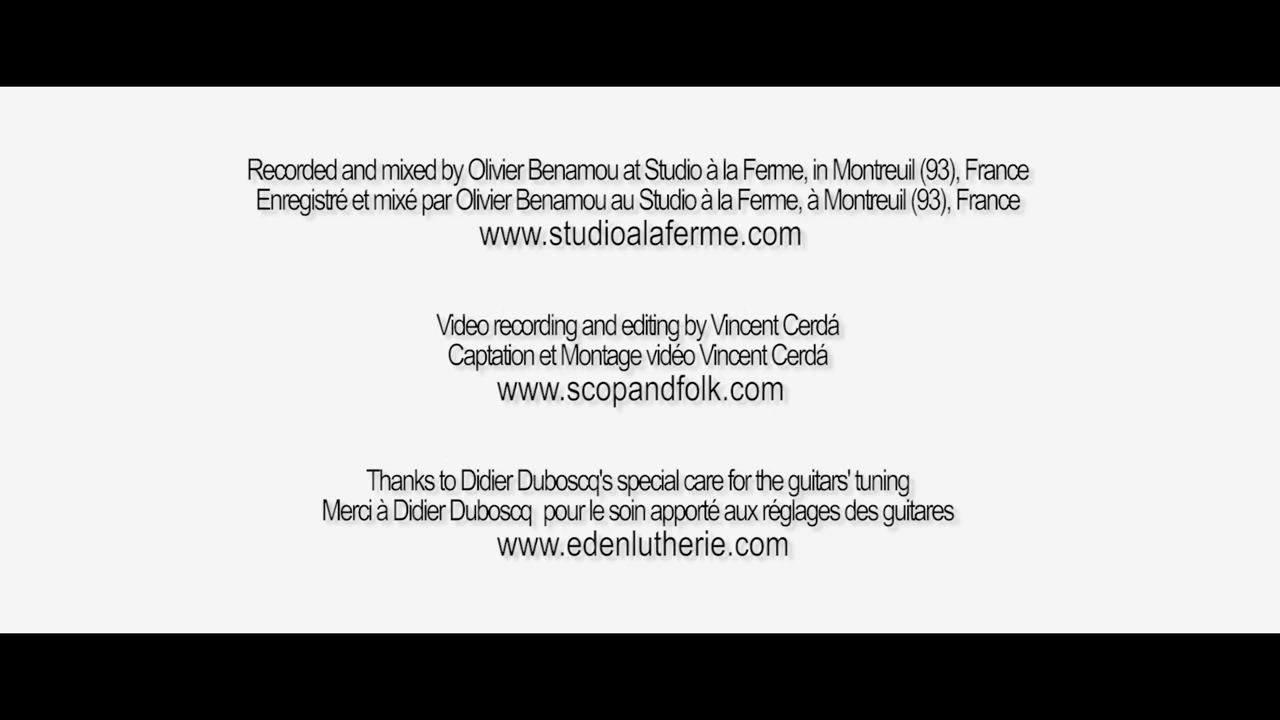 Recorded and mixed by Olivier Benamou at Studio à la Ferme, in Montreuil (93), France
Enregistré et mixé par Olivier Benamou au Studio à la Ferme, à Montreuil (93), France
www.studioalaferme.com
Video recording and editing by Vincent Cerdá
Captation et Montage vidéo Vincent Cerdá
www.scopandfolk.com
Thanks to Didier Duboscq's special care for the guitars' tuning
Merci à Didier Duboscq  pour le soin apporté aux réglages des guitares
www.edenlutherie.com